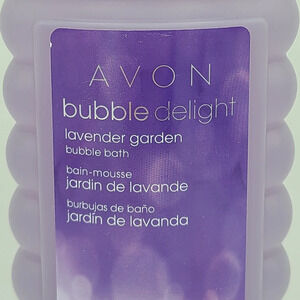 AVON
bubble delight
lavender garden
bubble bath
bain-mousse
jardin de lavande
burbujas de baño
jardín de lavanda